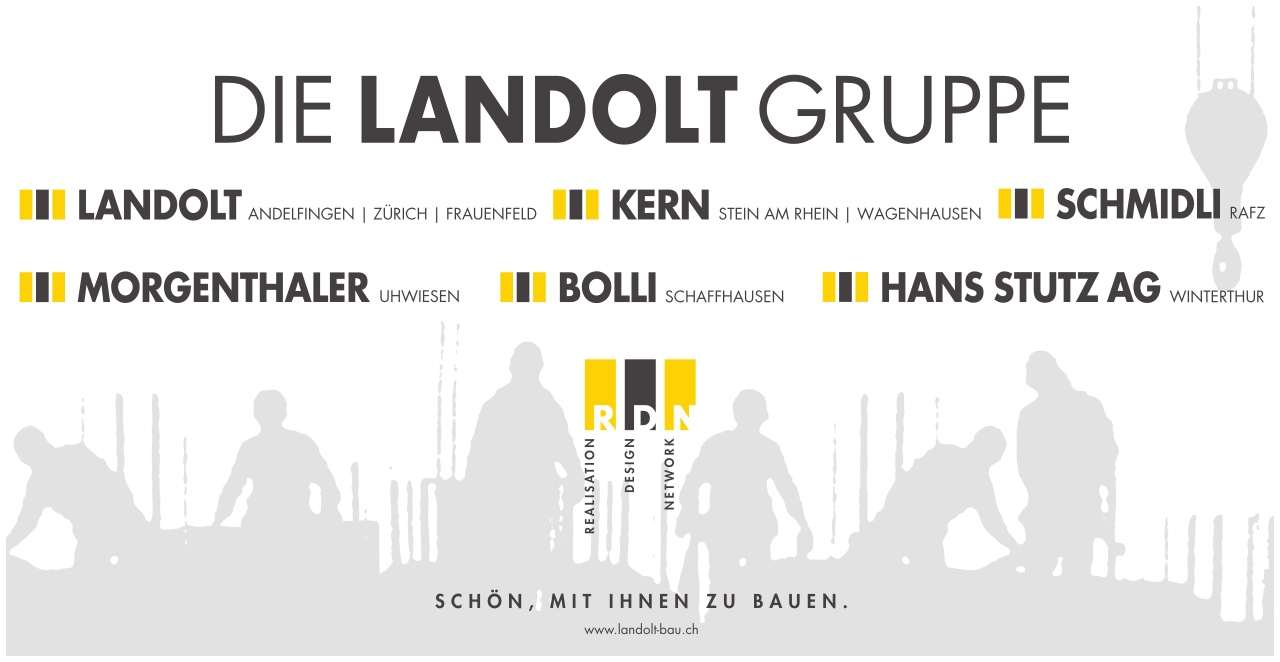 DIE LANDOLT GRUPPE
LANDOLT ANDELFINGEN | ZÜRICH | FRAUENFELD KERN STEIN AM RHEIN | WAGENHAUSEN SCHMIDLI RAFZ
MORGENTHALER UHWIESEN BOLLI SCHAFFHAUSEN HANS STUTZ AG WINTERTHUR
R D N
REALISATION
DESIGN
NETWORK
SCHÖN, MIT IHNEN ZU BAUEN.
www.landolt-bau.ch